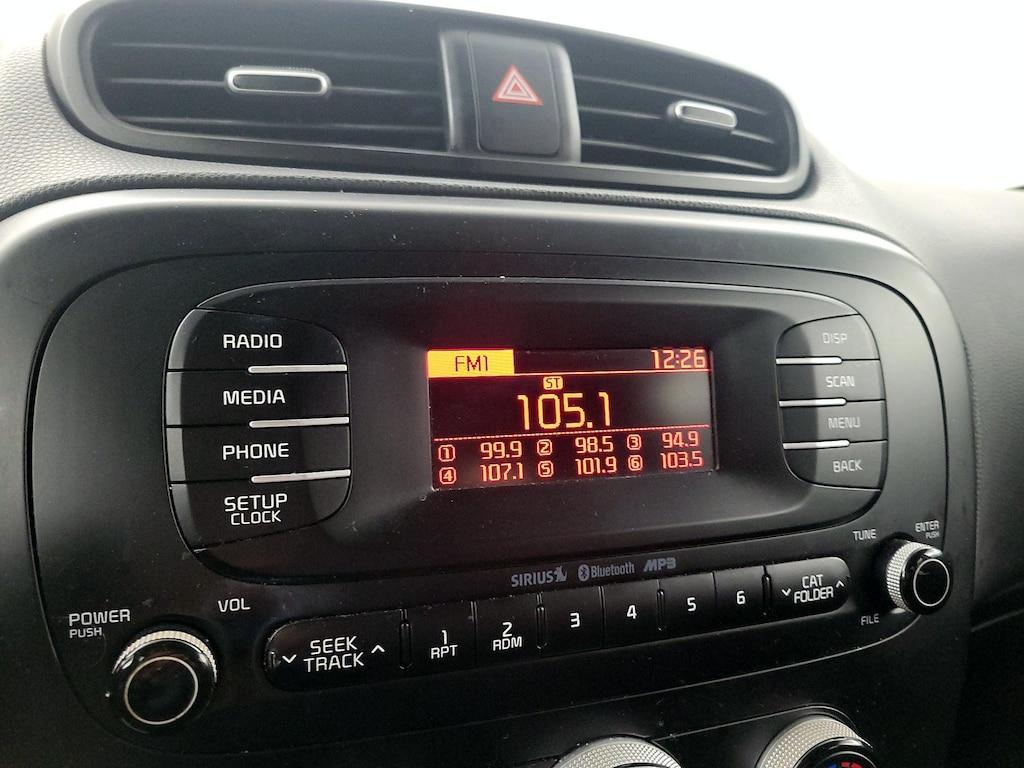 RADIO
MEDIA
PHONE
SETUP
CLOCK
FM1 12:26
ST
105.1
1 99.9 2 98.5 3 94.9
4 107.1 5 101.9 6 103.5
DISP
SCAN
MENU
BACK
SIRIUS Bluetooth MP3
POWER
PUSH
VOL
SEEK
TRACK
1
RPT
2
RDM
3
4
5
6
CAT
FOLDER
TUNE
FILE
ENTER
PUSH